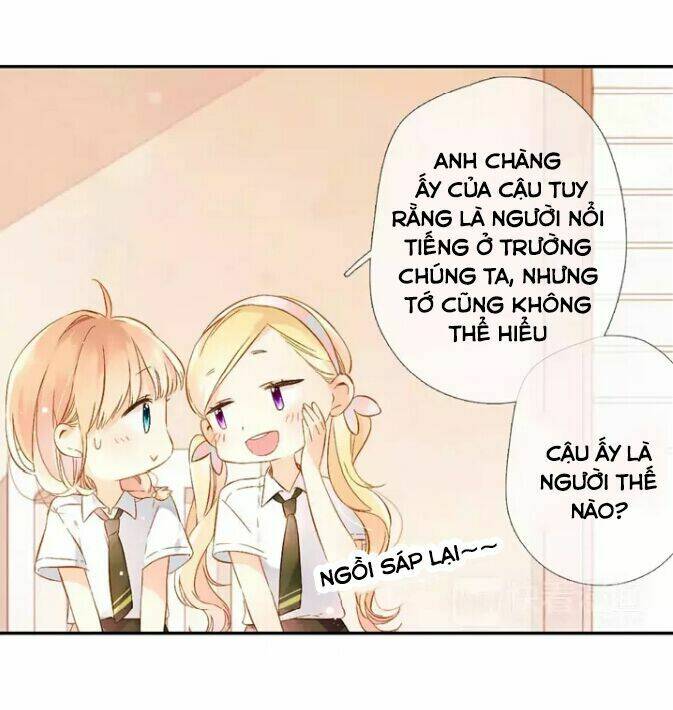 ANH CHÀNG
ẤY CỦA CẬU TUY
RẰNG LÀ NGƯỜI NỔI
TIẾNG Ở TRƯỜNG
CHÚNG TA, NHƯNG
TỚ CŨNG KHÔNG
THỂ HIỂU
CẬU ẤY LÀ
NGƯỜI THẾ
NÀO?
NGỒI SÁP LẠI~~